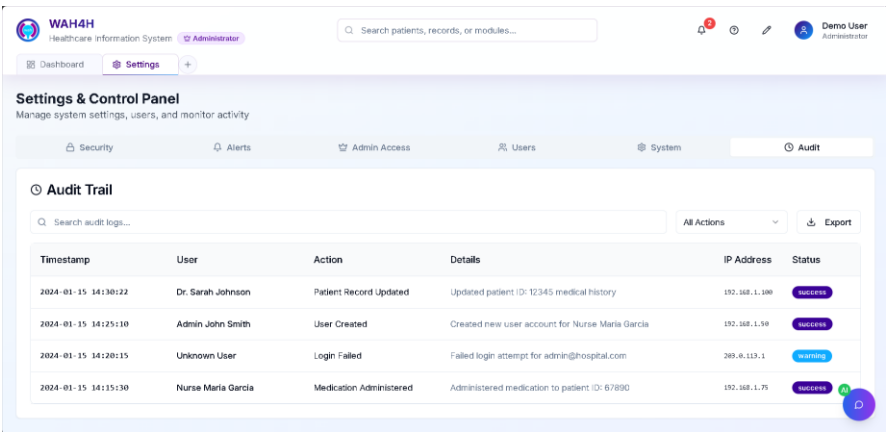 WAH4H
Healthcare Information System Administrator
Search patients, records, or modules...
2
Demo User
Administrator
Dashboard Settings +
Settings & Control Panel
Manage system settings, users, and monitor activity
Security Alerts Admin Access Users System Audit
Audit Trail
Search audit logs... All Actions Export
Timestamp User Action Details IP Address Status
2024-01-15 14:30:22 Dr. Sarah Johnson Patient Record Updated Updated patient ID: 12345 medical history 192.168.1.100 success
2024-01-15 14:25:10 Admin John Smith User Created Created new user account for Nurse Maria Garcia 192.168.1.50 success
2024-01-15 14:20:15 Unknown User Login Failed Failed login attempt for admin@hospital.com 203.0.113.1 warning
2024-01-15 14:15:30 Nurse Maria Garcia Medication Administered Administered medication to patient ID: 67890 192.168.1.75 success
AI